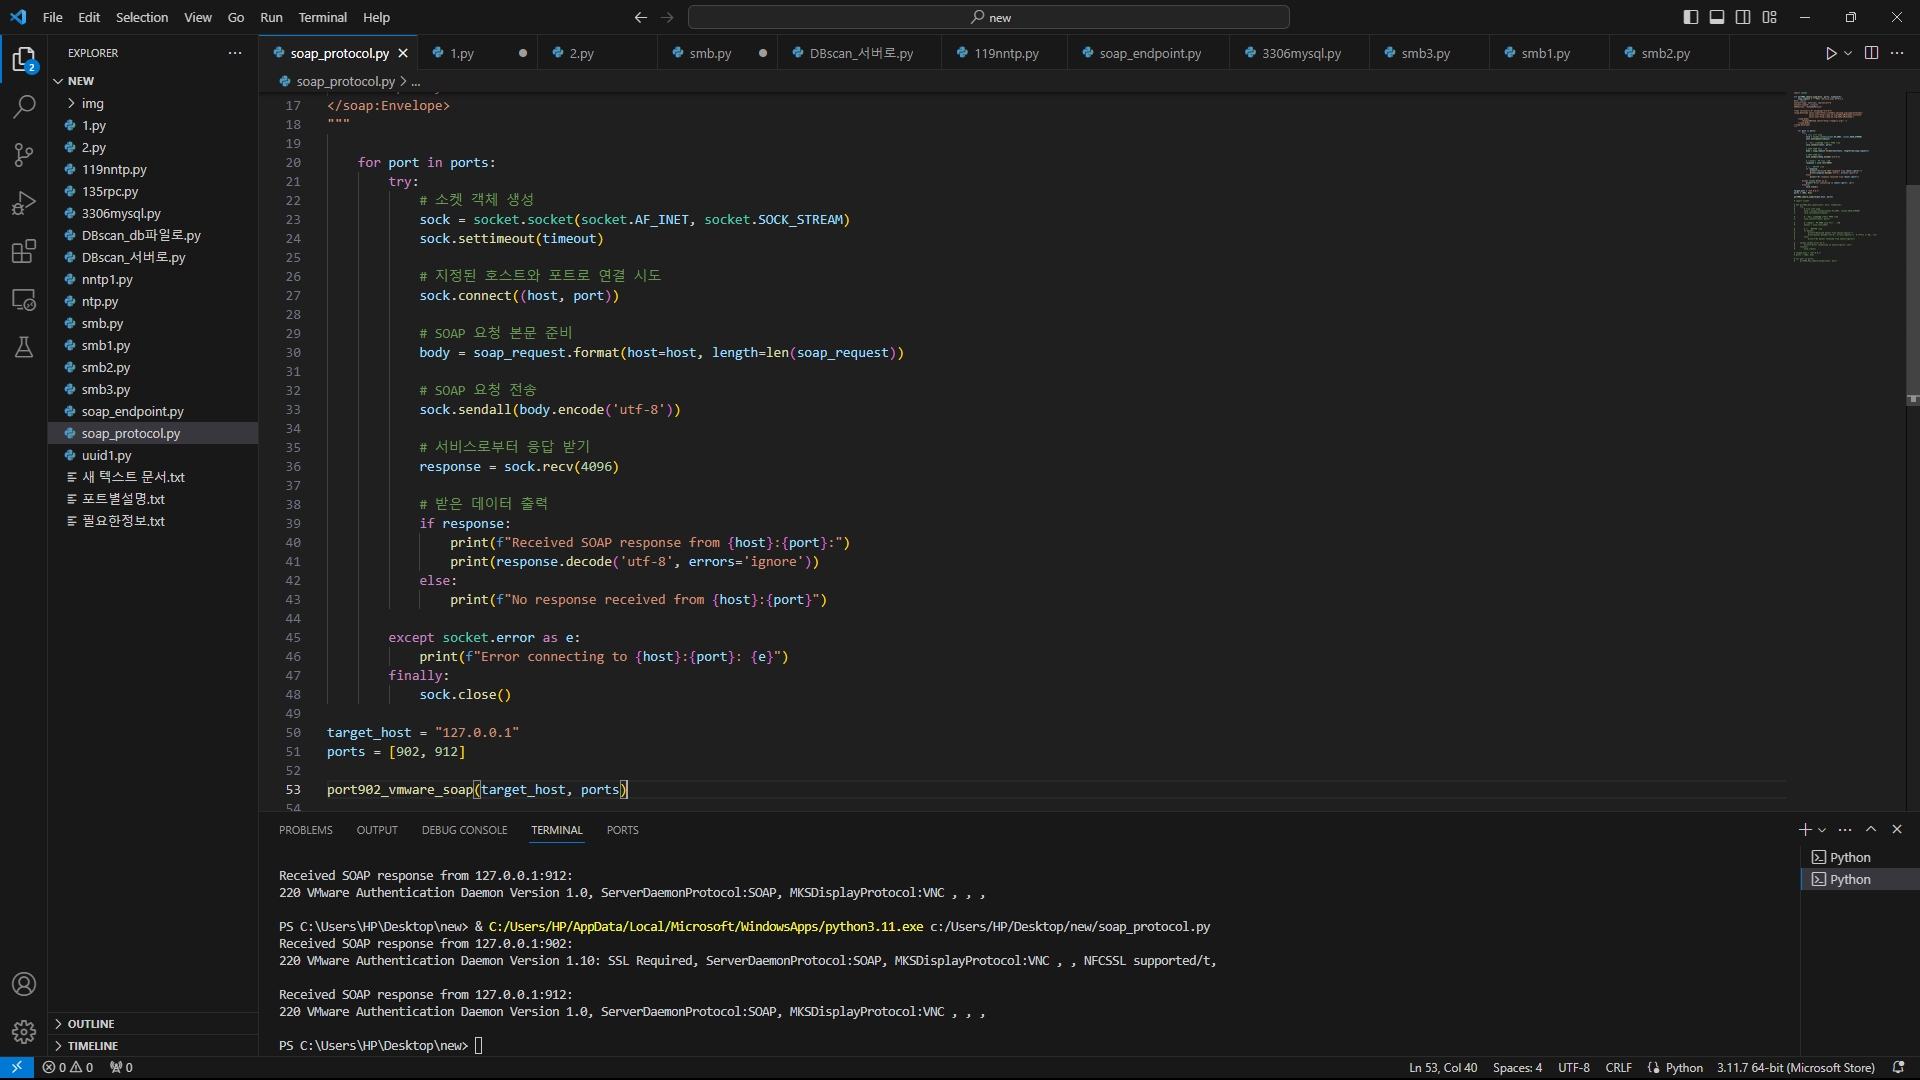 File Edit Selection View Go Run Terminal Help
new
EXPLORER
soap_protocol.py
1.py
2.py
smb.py
DBscan_서버로.py
119nntp.py
soap_endpoint.py
3306mysql.py
smb3.py
smb1.py
smb2.py
2
NEW
soap_protocol.py > ...
img
1.py
2.py
119nntp.py
135rpc.py
3306mysql.py
DBscan_db파일로.py
DBscan_서버로.py
nntp1.py
ntp.py
smb.py
smb1.py
smb2.py
smb3.py
soap_endpoint.py
soap_protocol.py
uuid1.py
새 텍스트 문서.txt
포트별설명.txt
필요한정보.txt
OUTLINE
TIMELINE
17 </soap:Envelope>
18 """
19
20 for port in ports:
21 try:
22 # 소켓 객체 생성
23 sock = socket.socket(socket.AF_INET, socket.SOCK_STREAM)
24 sock.settimeout(timeout)
25
26 # 지정된 호스트와 포트로 연결 시도
27 sock.connect((host, port))
28
29 # SOAP 요청 본문 준비
30 body = soap_request.format(host=host, length=len(soap_request))
31
32 # SOAP 요청 전송
33 sock.sendall(body.encode('utf-8'))
34
35 # 서비스로부터 응답 받기
36 response = sock.recv(4096)
37
38 # 받은 데이터 출력
39 if response:
40 print(f"Received SOAP response from {host}:{port}:")
41 print(response.decode('utf-8', errors='ignore'))
42 else:
43 print(f"No response received from {host}:{port}")
44
45 except socket.error as e:
46 print(f"Error connecting to {host}:{port}: {e}")
47 finally:
48 sock.close()
49
50 target_host = "127.0.0.1"
51 ports = [902, 912]
52
53 port902_vmware_soap(target_host, ports)
54
PROBLEMS OUTPUT DEBUG CONSOLE TERMINAL PORTS
Python
Python
Received SOAP response from 127.0.0.1:912:
220 VMware Authentication Daemon Version 1.0, ServerDaemonProtocol:SOAP, MKSDisplayProtocol:VNC , , ,
PS C:\Users\HP\Desktop\new> & C:/Users/HP/AppData/Local/Microsoft/WindowsApps/python3.11.exe c:/Users/HP/Desktop/new/soap_protocol.py
Received SOAP response from 127.0.0.1:902:
220 VMware Authentication Daemon Version 1.10: SSL Required, ServerDaemonProtocol:SOAP, MKSDisplayProtocol:VNC , , NFCSSL supported/t,
Received SOAP response from 127.0.0.1:912:
220 VMware Authentication Daemon Version 1.0, ServerDaemonProtocol:SOAP, MKSDisplayProtocol:VNC , , ,
PS C:\Users\HP\Desktop\new>
0 0 0
Ln 53, Col 40 Spaces: 4 UTF-8 CRLF Python 3.11.7 64-bit (Microsoft Store)